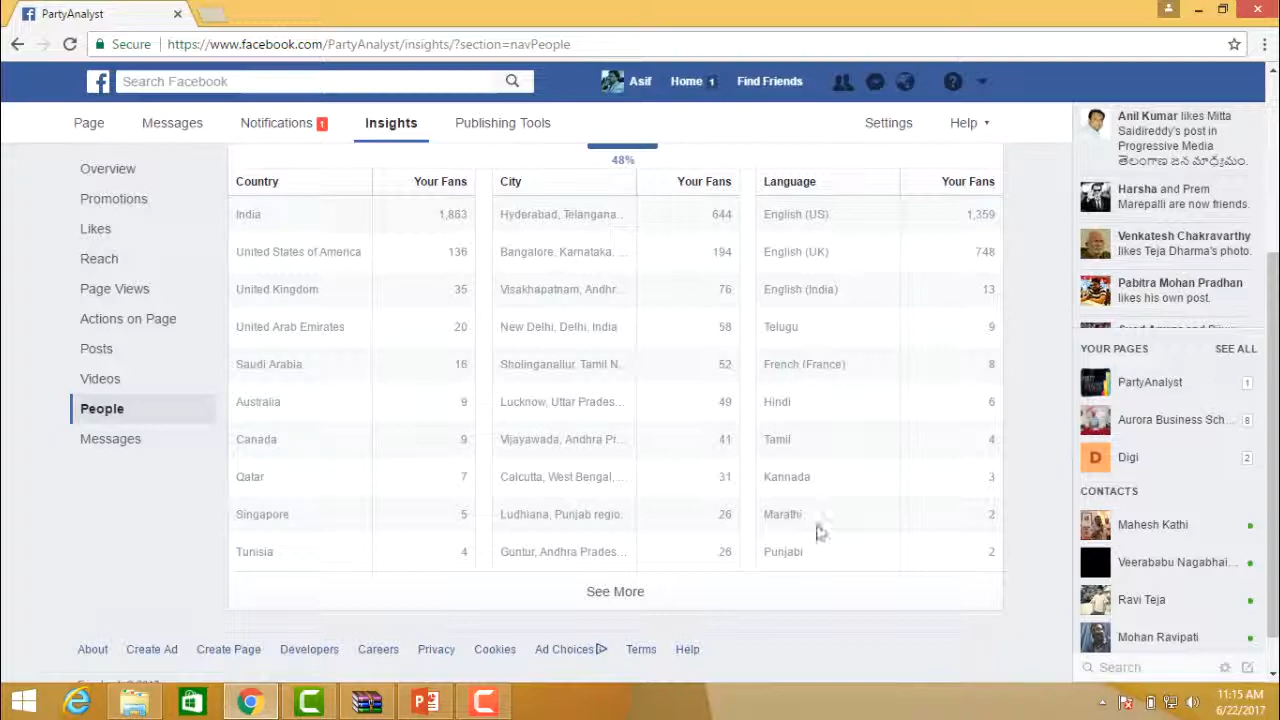 PartyAnalyst
Secure https://www.facebook.com/PartyAnalyst/insights/?section=navPeople
Search Facebook Asif Home 1 Find Friends
Page Messages Notifications 1 Insights Publishing Tools Settings Help
Overview
Promotions
Likes
Reach
Page Views
Actions on Page
Posts
Videos
People
Messages
48%
Country Your Fans City Your Fans Language Your Fans
India 1,863 Hyderabad, Telangana... 644 English (US) 1,359
United States of America 136 Bangalore, Karnataka, ... 194 English (UK) 748
United Kingdom 35 Visakhapatnam, Andhr... 76 English (India) 13
United Arab Emirates 20 New Delhi, Delhi, India 58 Telugu 9
Saudi Arabia 16 Sholinganallur, Tamil N... 52 French (France) 8
Australia 9 Lucknow, Uttar Prades... 49 Hindi 6
Canada 9 Vijayawada, Andhra Pr... 41 Tamil 4
Qatar 7 Calcutta, West Bengal, ... 31 Kannada 3
Singapore 5 Ludhiana, Punjab regio... 26 Marathi 2
Tunisia 4 Guntur, Andhra Prades... 26 Punjabi 2
See More
About Create Ad Create Page Developers Careers Privacy Cookies Ad Choices Terms Help
Anil Kumar likes Mitta
Saidireddy's post in
Progressive Media
తెలంగాణ జన మాధ్యమం.
Harsha and Prem
Marepalli are now friends.
Venkatesh Chakravarthy
likes Teja Dharma's photo.
Pabitra Mohan Pradhan
likes his own post.
YOUR PAGES SEE ALL
PartyAnalyst 1
Aurora Business Sch... 8
D Digi 2
CONTACTS
Mahesh Kathi
Veerababu Nagabhai...
Ravi Teja
Mohan Ravipati
Search
11:15 AM
6/22/2017